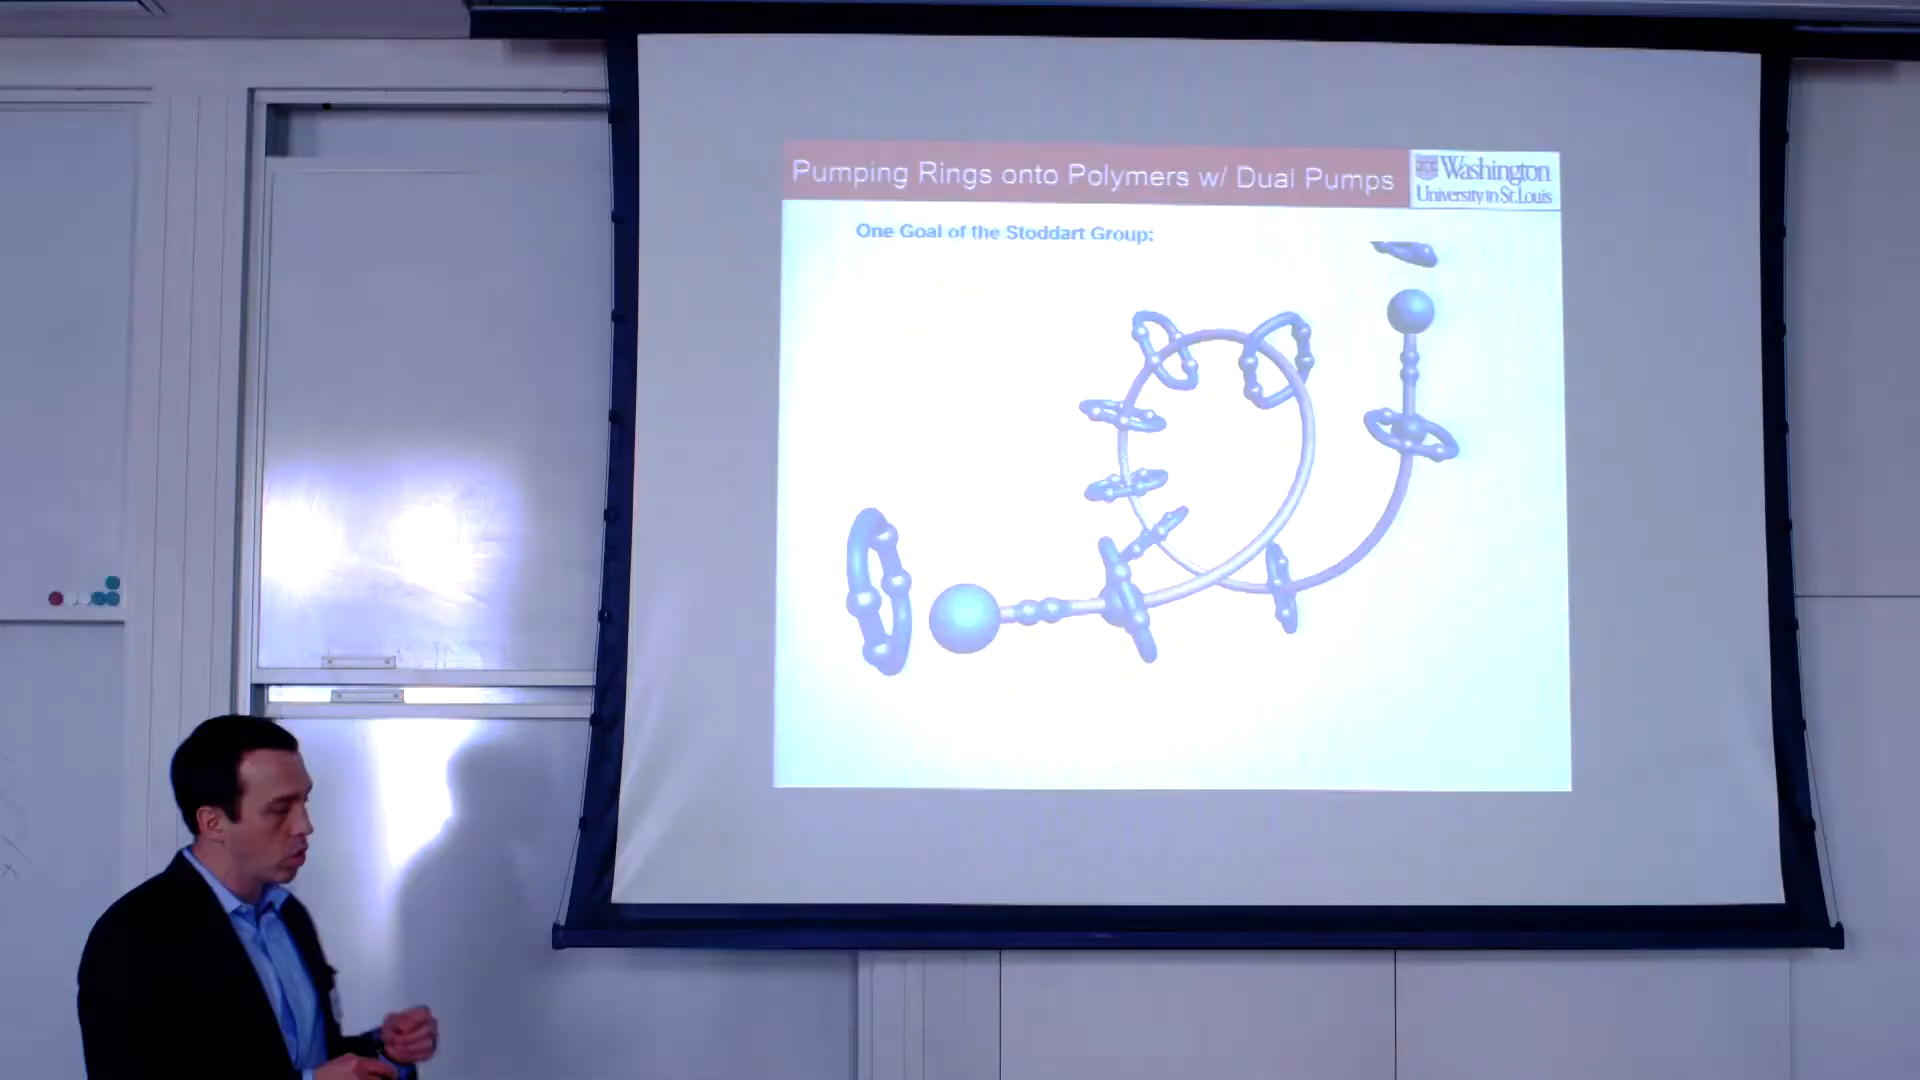 Pumping Rings onto Polymers w/ Dual Pumps
Washington
University in St. Louis
One Goal of the Stoddart Group: